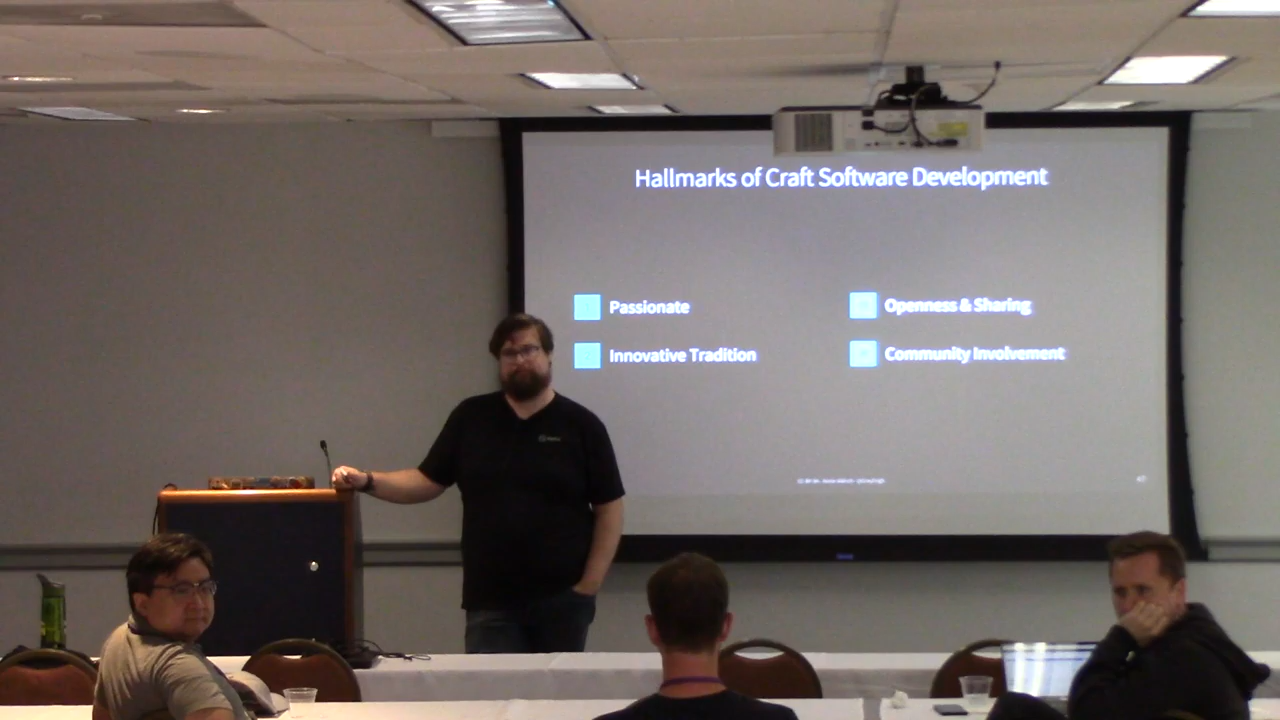 Hallmarks of Craft Software Development
Passionate
Innovative Tradition
Openness & Sharing
Community Involvement